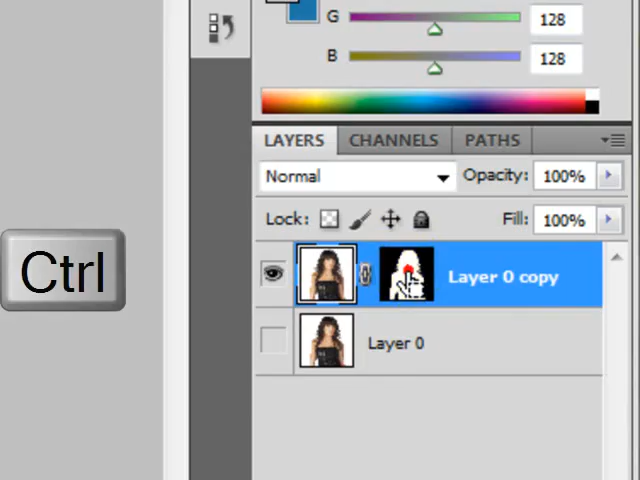 G 128
B 128
LAYERS CHANNELS PATHS
Normal Opacity: 100%
Lock: Fill: 100%
Ctrl
Layer 0 copy
Layer 0